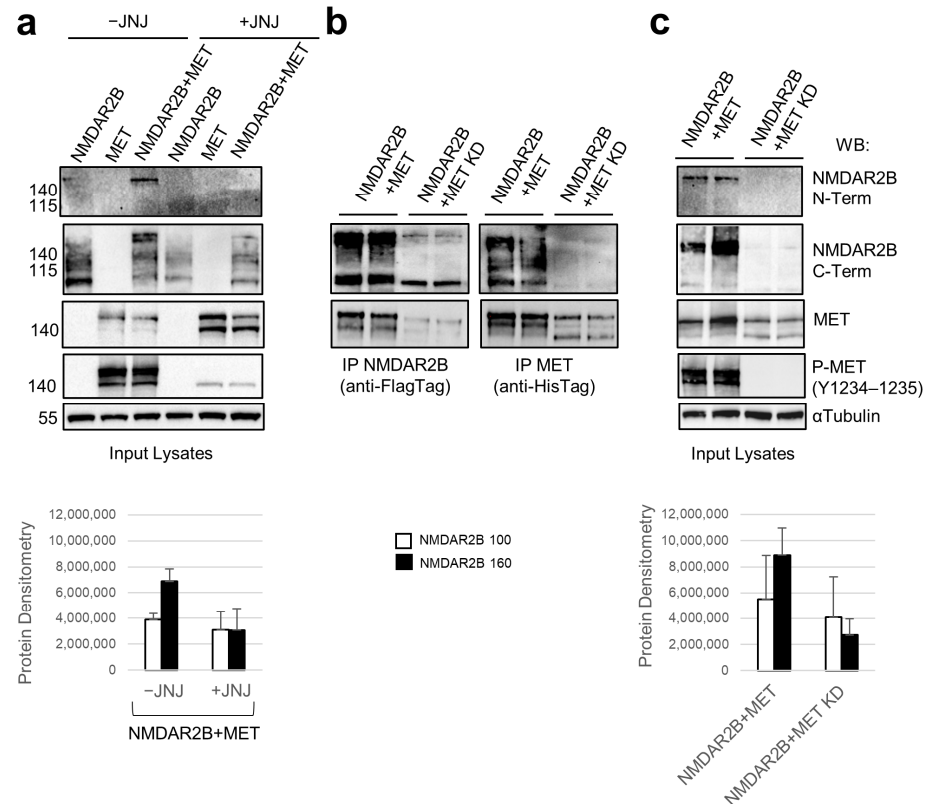 a
−JNJ
+JNJ
NMDAR2B
MET
NMDAR2B+MET
NMDAR2B
MET
NMDAR2B+MET
140
115
140
115
140
140
55
Input Lysates
b
NMDAR2B
+MET
NMDAR2B
+MET KD
NMDAR2B
+MET
NMDAR2B
+MET KD
IP NMDAR2B
(anti-FlagTag)
IP MET
(anti-HisTag)
c
NMDAR2B
+MET
NMDAR2B
+MET KD
WB:
NMDAR2B
N-Term
NMDAR2B
C-Term
MET
P-MET
(Y1234–1235)
αTubulin
Input Lysates
Protein Densitometry
12,000,000
10,000,000
8,000,000
6,000,000
4,000,000
2,000,000
0
−JNJ
+JNJ
NMDAR2B+MET
NMDAR2B 100
NMDAR2B 160
Protein Densitometry
12,000,000
10,000,000
8,000,000
6,000,000
4,000,000
2,000,000
0
NMDAR2B+MET
NMDAR2B+MET KD